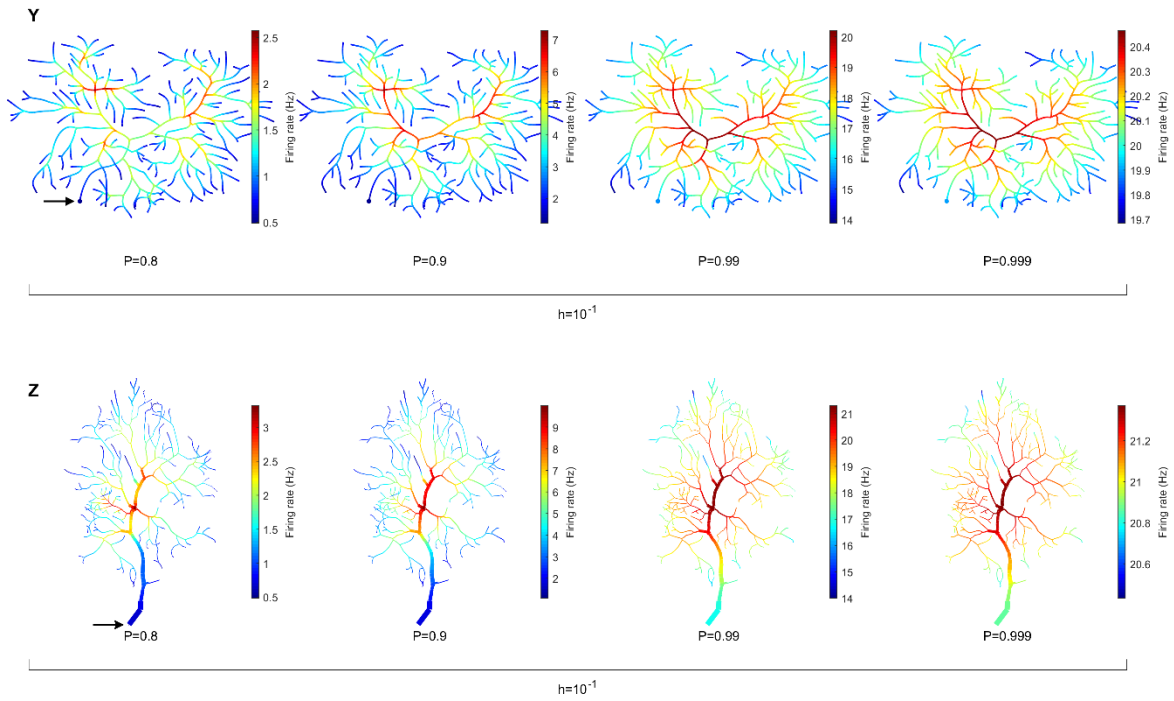 Y
2.5
2
1.5
1
0.5
Firing rate (Hz)
P=0.8
7
6
5
4
3
2
Firing rate (Hz)
P=0.9
20
19
18
17
16
15
14
Firing rate (Hz)
P=0.99
20.4
20.3
20.2
20.1
20
19.9
19.8
19.7
Firing rate (Hz)
P=0.999
h=10⁻¹
Z
3
2.5
2
1.5
1
0.5
Firing rate (Hz)
P=0.8
9
8
7
6
5
4
3
2
Firing rate (Hz)
P=0.9
21
20
19
18
17
16
15
14
Firing rate (Hz)
P=0.99
21.2
21
20.8
20.6
Firing rate (Hz)
P=0.999
h=10⁻¹